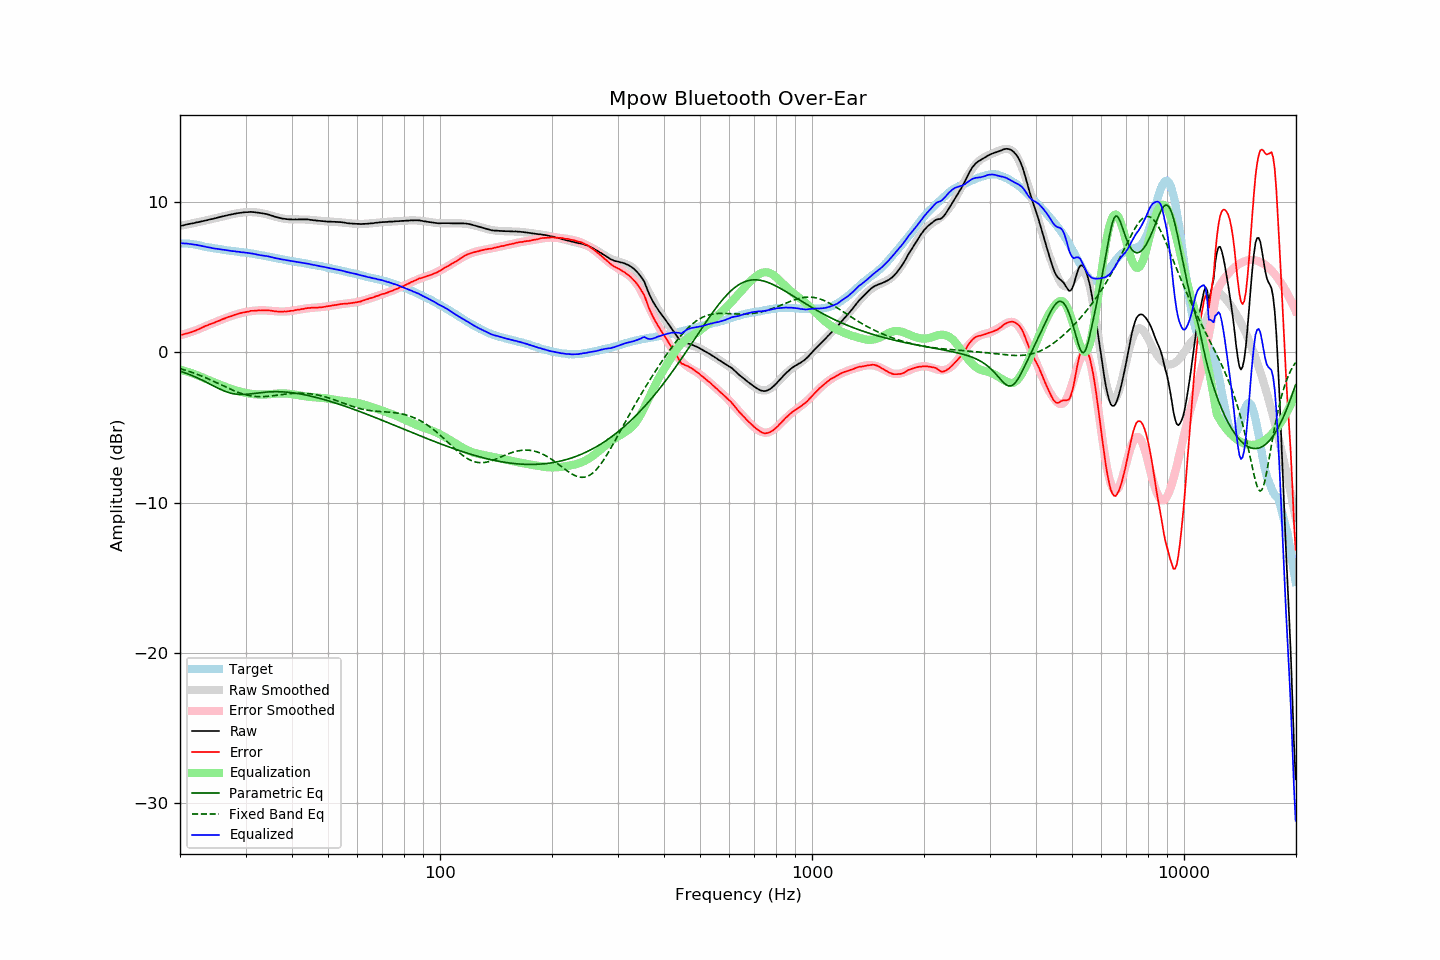 Mpow Bluetooth Over-Ear
Amplitude (dBr)
10
0
−10
−20
−30
Target
Raw Smoothed
Error Smoothed
Raw
Error
Equalization
Parametric Eq
Fixed Band Eq
Equalized
100
1000
10000
Frequency (Hz)